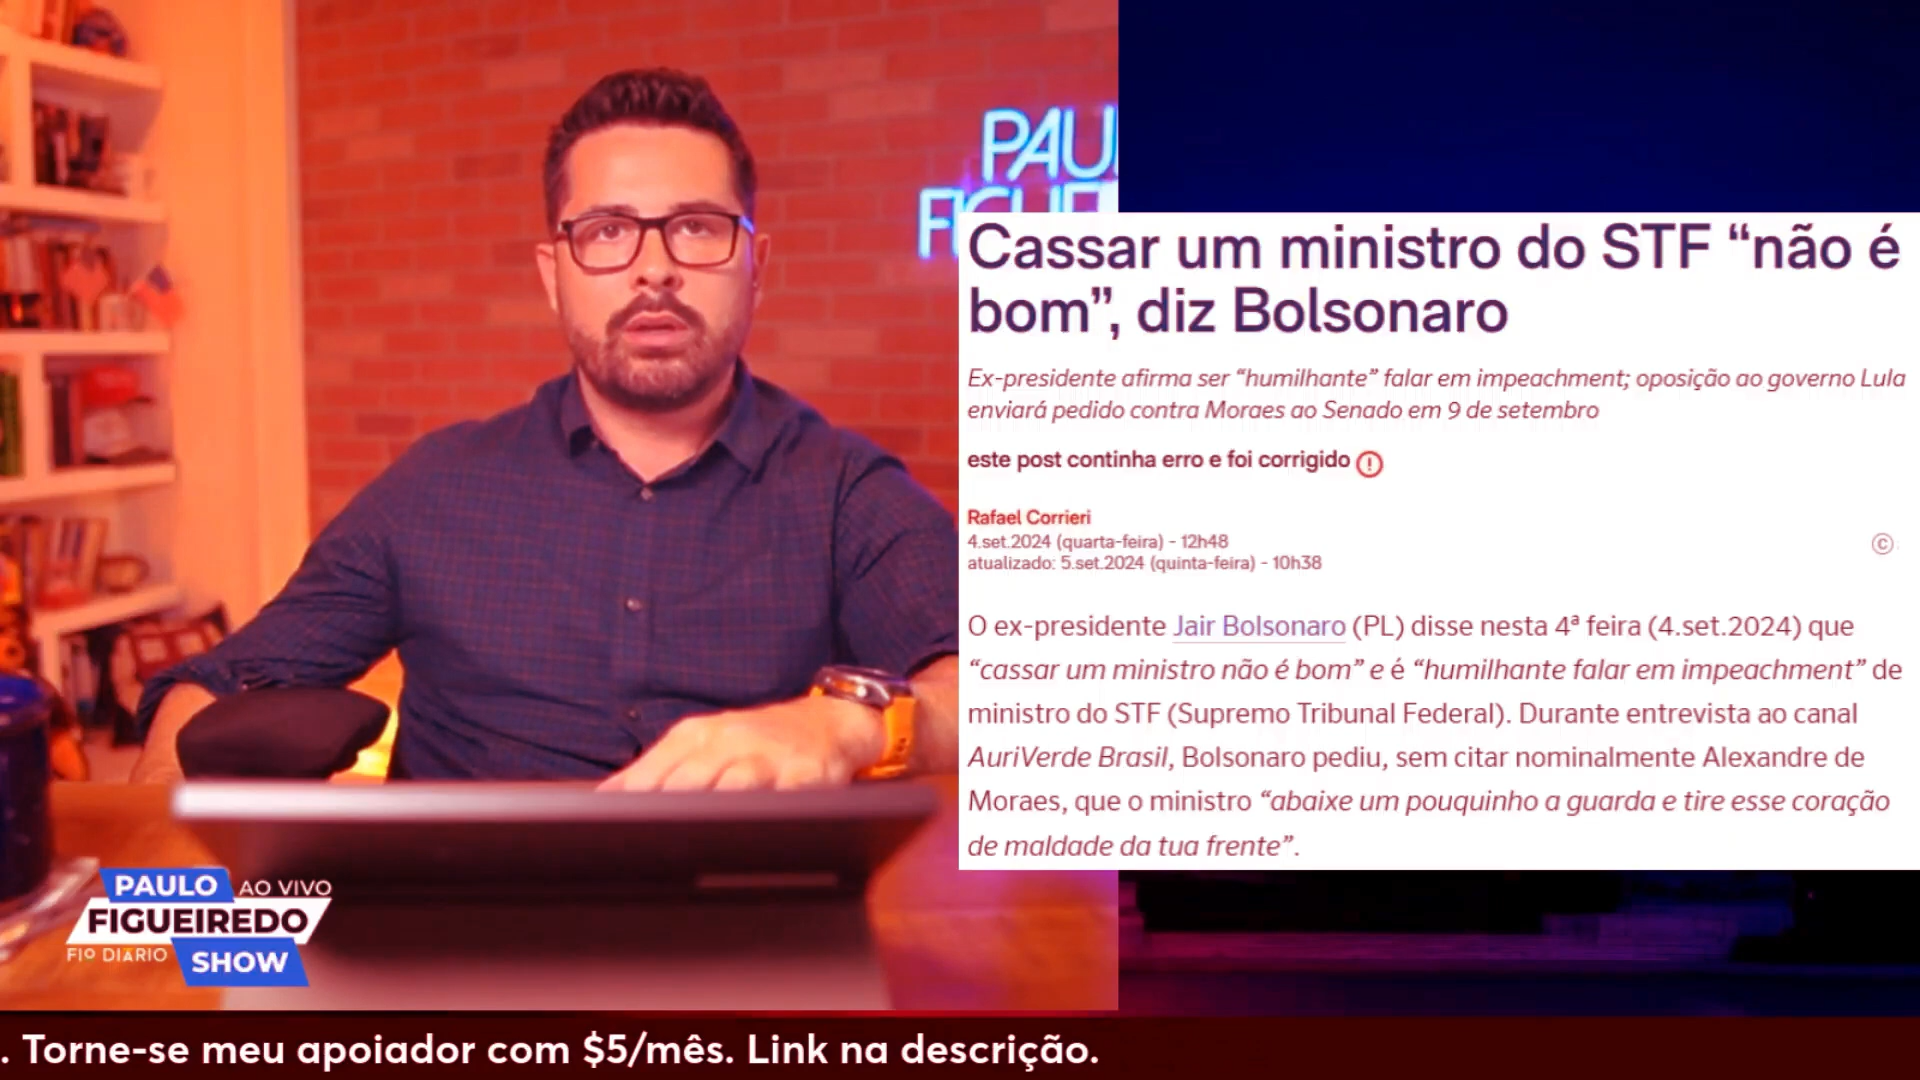 PAU
FIGUE
Cassar um ministro do STF “não é
bom”, diz Bolsonaro
Ex-presidente afirma ser “humilhante” falar em impeachment; oposição ao governo Lula
enviará pedido contra Moraes ao Senado em 9 de setembro
este post continha erro e foi corrigido
Rafael Corrieri
4.set.2024 (quarta-feira) - 12h48
atualizado: 5.set.2024 (quinta-feira) - 10h38
©
O ex-presidente Jair Bolsonaro (PL) disse nesta 4ª feira (4.set.2024) que
“cassar um ministro não é bom” e é “humilhante falar em impeachment” de
ministro do STF (Supremo Tribunal Federal). Durante entrevista ao canal
AuriVerde Brasil, Bolsonaro pediu, sem citar nominalmente Alexandre de
Moraes, que o ministro “abaixe um pouquinho a guarda e tire esse coração
de maldade da tua frente”.
PAULO AO VIVO
FIGUEIREDO
FIO DIÁRIO SHOW
. Torne-se meu apoiador com $5/mês. Link na descrição.